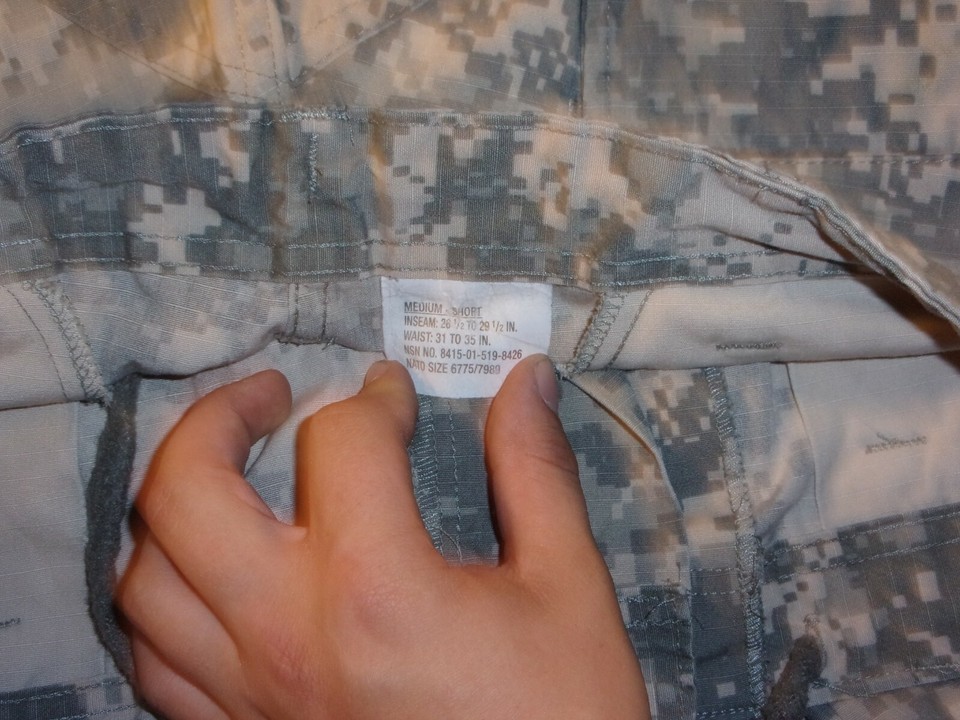 MEDIUM - SHORT
INSEAM: 26 1/2 TO 29 1/2 IN.
WAIST: 31 TO 35 IN.
NSN NO. 8415-01-519-8426
NATO SIZE 6775/7989